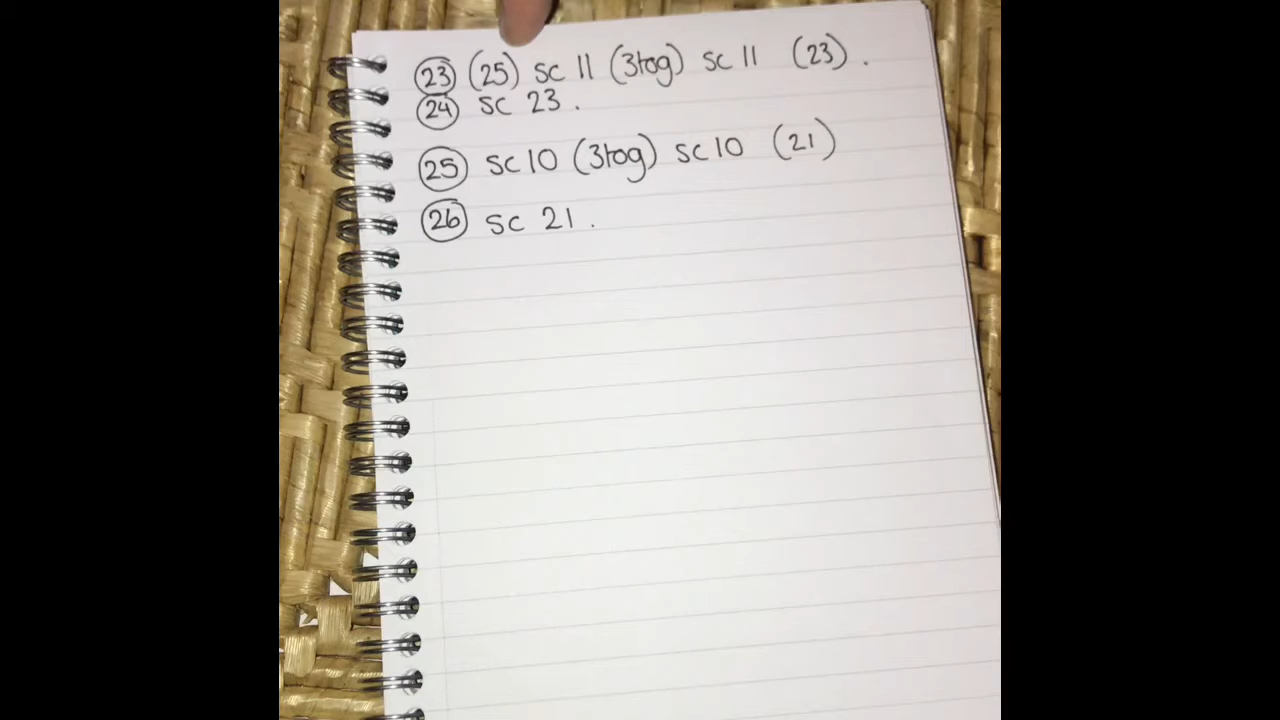 23 (25) sc 11 (3tog) sc 11 (23).
24 sc 23.
25 sc 10 (3tog) sc 10 (21)
26 sc 21.